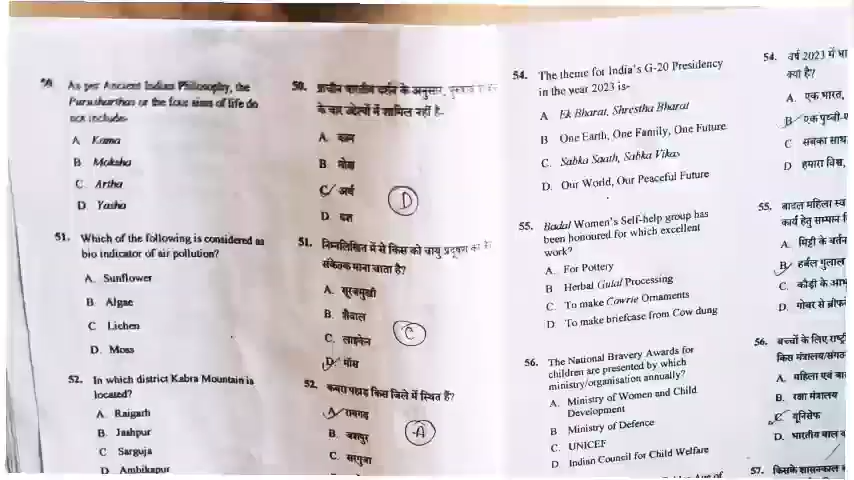 As per Ancient Indian Philosophy, the
Purusharthas or the four aims of life do
not include-
A Kama
B Moksha
C. Artha
D. Yasha
51. Which of the following is considered as
bio indicator of air pollution?
A. Sunflower
B Algae
C Lichen
D. Moss
52. In which district Kabra Mountain is
located?
A. Raigarh
B. Jashpur
C Sarguja
D Ambikapur
50. प्राचीन भारतीय दर्शन के अनुसार,
के चार उद्देश्यों में शामिल नहीं है-
A. काम
B. मोक्ष
C. अर्थ
D. यश
D
51. निम्नलिखित में से किस को वायु प्रदूषण का
संकेतक माना जाता है?
A. सूरजमुखी
B. शैवाल
C. लाइकेन
D. मॉस
C
52. कबरा पहाड़ किस जिले में स्थित है?
A. रायगढ़
B. जशपुर
C. सरगुजा
A
54. The theme for India's G-20 Presidency
in the year 2023 is-
A Ek Bharat, Shrestha Bharat
B One Earth, One Family, One Future
C. Sabka Saath, Sabka Vikas
D. Our World, Our Peaceful Future
55. Badal Women's Self-help group has
been honoured for which excellent
work?
A. For Pottery
B Herbal Gulal Processing
C. To make Cowrie Ornaments
D To make briefcase from Cow dung
56. The National Bravery Awards for
children are presented by which
ministry/organisation annually?
A. Ministry of Women and Child
Development
B Ministry of Defence
C. UNICEF
D Indian Council for Child Welfare
54. वर्ष 2023 में भा
क्या है?
A. एक भारत,
B एक पृथ्वी-ए
C सबका साथ
D हमारा विश्व,
55. बादल महिला स्व
कार्य हेतु सम्मान
A. मिट्टी के बर्तन
B. हर्बल गुलाल
C. कौड़ी के आभ
D. गोबर से ब्रीफ
56. बच्चों के लिए राष्ट्री
किस मंत्रालय/संगठ
A. महिला एवं बा
B. रक्षा मंत्रालय
C. यूनिसेफ
D. भारतीय बाल
57. किसके शासनकाल